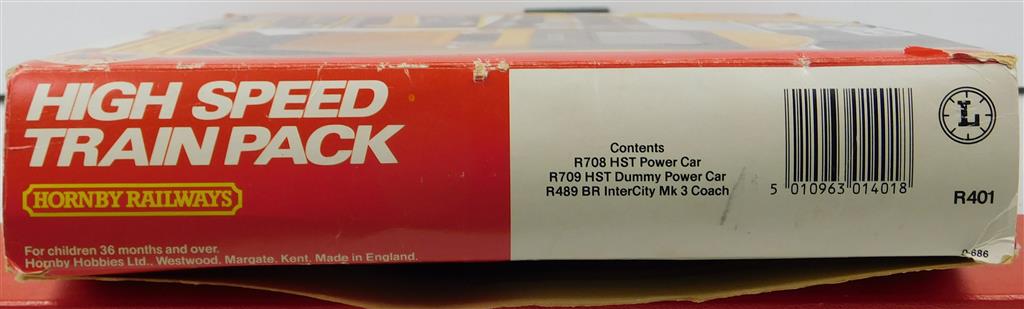 HIGH SPEED
TRAIN PACK
HORNBY RAILWAYS
For children 36 months and over.
Hornby Hobbies Ltd., Westwood, Margate, Kent. Made in England.
Contents
R708 HST Power Car
R709 HST Dummy Power Car
R489 BR InterCity Mk 3 Coach
5 010963 014018
L
R401